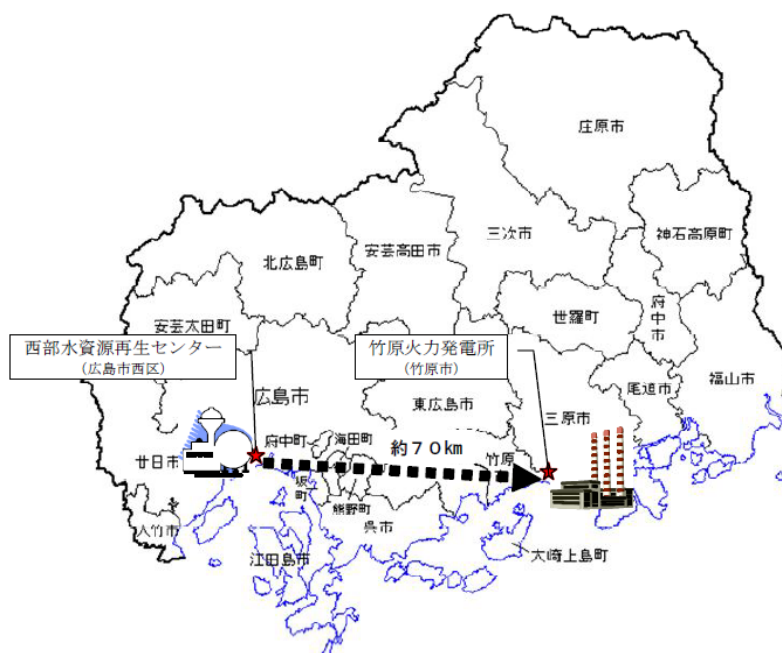 庄原市
神石高原町
三次市
安芸高田市
北広島町
府中市
世羅町
安芸太田町
西部水資源再生センター
(広島市西区)
竹原火力発電所
(竹原市)
福山市
尾道市
広島市
東広島市
三原市
海田町
府中町
約70km
廿日市
竹原
坂町
熊野町
呉市
大竹市
江田島市
大崎上島町